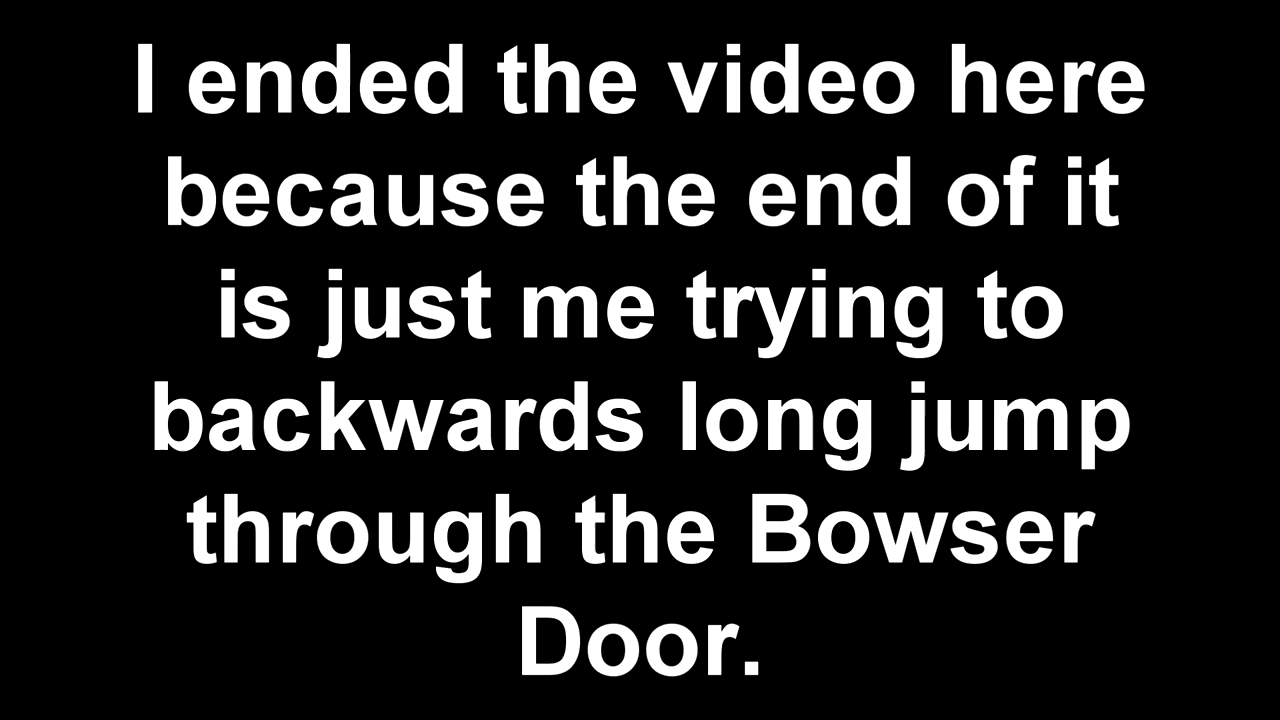 I ended the video here
because the end of it
is just me trying to
backwards long jump
through the Bowser
Door.